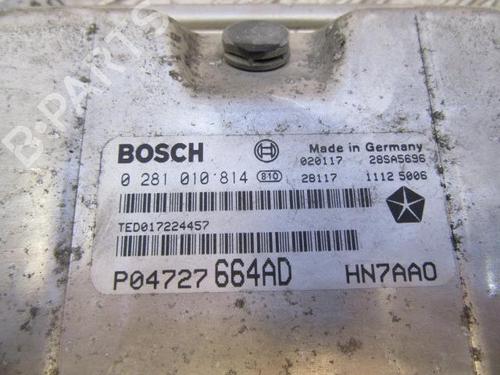 B-PARTS
BOSCH
Made in Germany
020117 28SA5696
0 281 010 814 810 28117 1112 5006
TED017224457
P04727 664AD HN7AA0